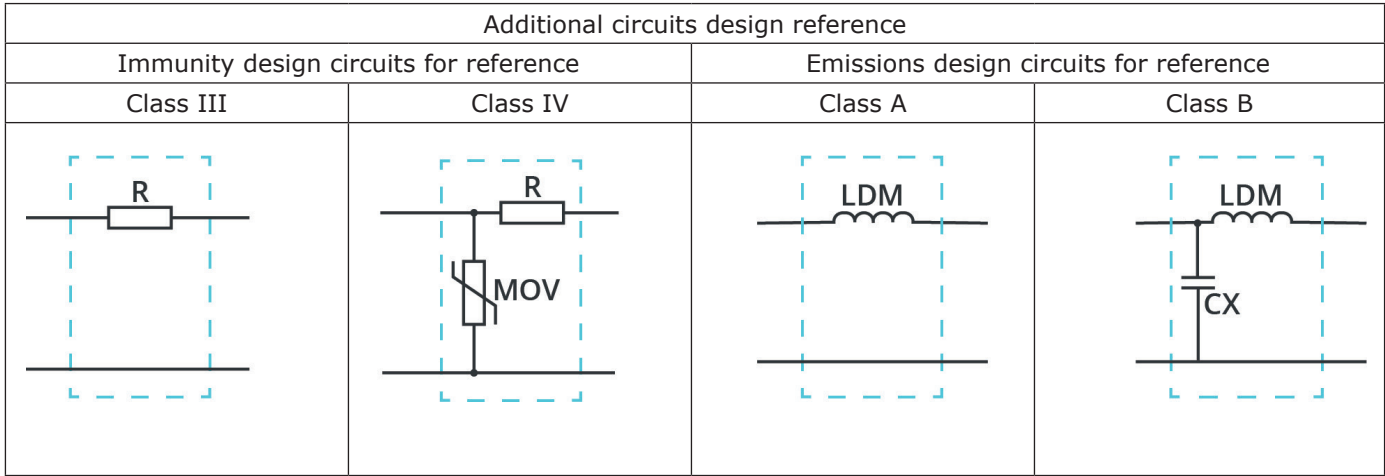 Additional circuits design reference
Immunity design circuits for reference
Emissions design circuits for reference
Class III
Class IV
Class A
Class B
R
R
MOV
LDM
LDM
CX